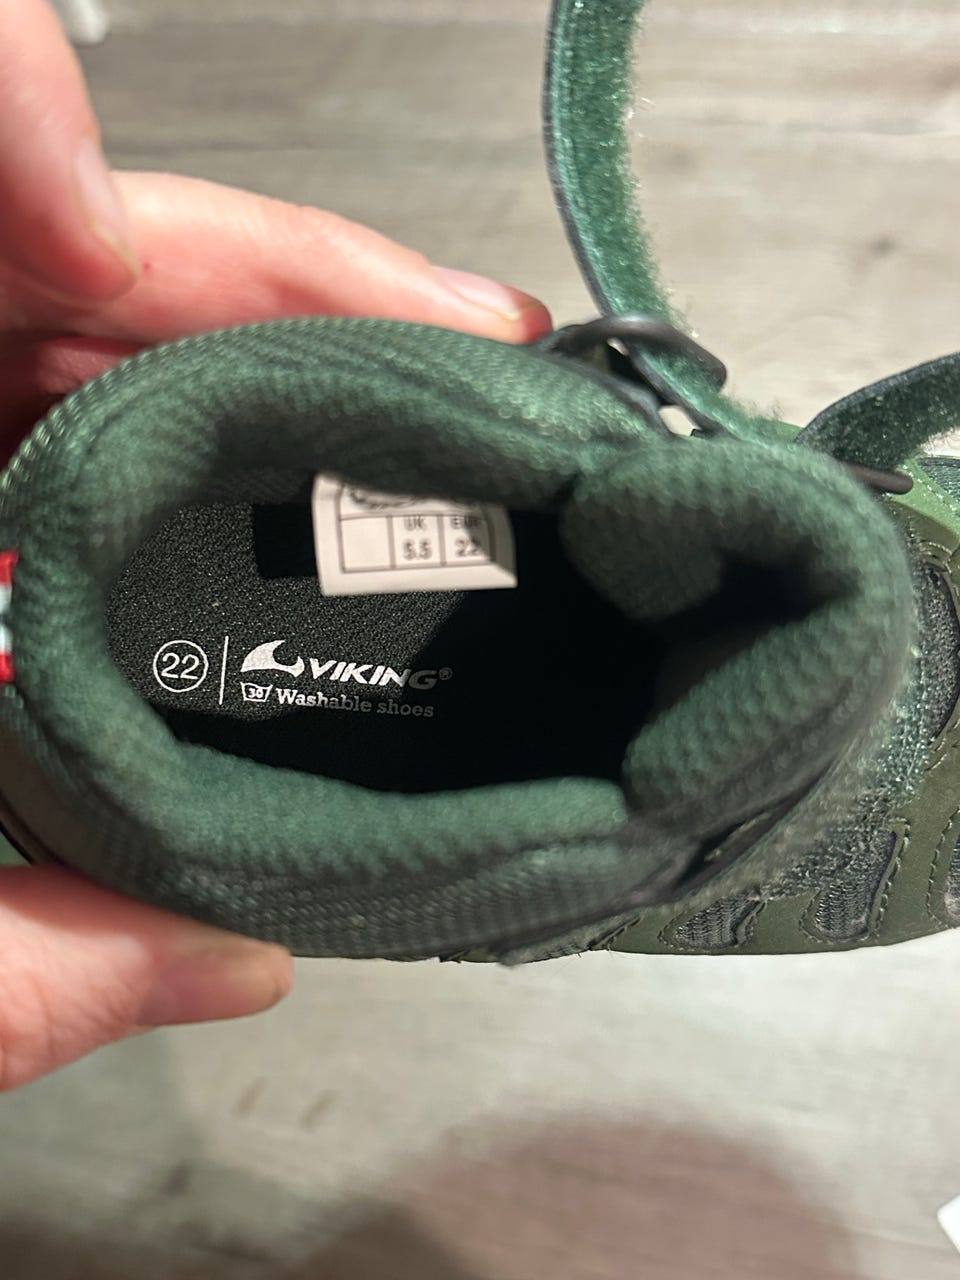 UK EUR
5.5 22
22 VIKING®
30 Washable shoes